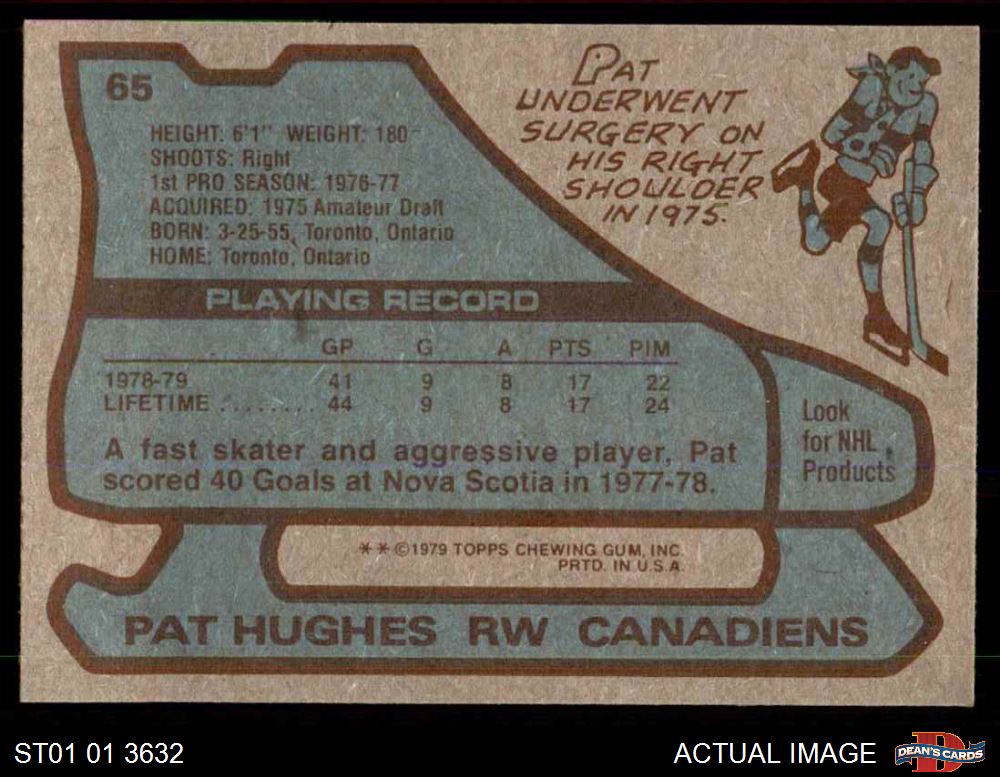 65
HEIGHT: 6'1" WEIGHT: 180
SHOOTS: Right
1st PRO SEASON: 1976-77
ACQUIRED: 1975 Amateur Draft
BORN: 3-25-55, Toronto, Ontario
HOME: Toronto, Ontario
PAT
UNDERWENT
SURGERY ON
HIS RIGHT
SHOULDER
IN 1975.
PLAYING RECORD
GP G A PTS PIM
1978-79 41 9 8 17 22
LIFETIME ........ 44 9 8 17 24
A fast skater and aggressive player, Pat
scored 40 Goals at Nova Scotia in 1977-78.
Look
for NHL
Products
** ©1979 TOPPS CHEWING GUM, INC.
PRTD. IN U.S.A.
PAT HUGHES RW CANADIENS
ST01 01 3632
ACTUAL IMAGE
D
DEAN'S CARDS